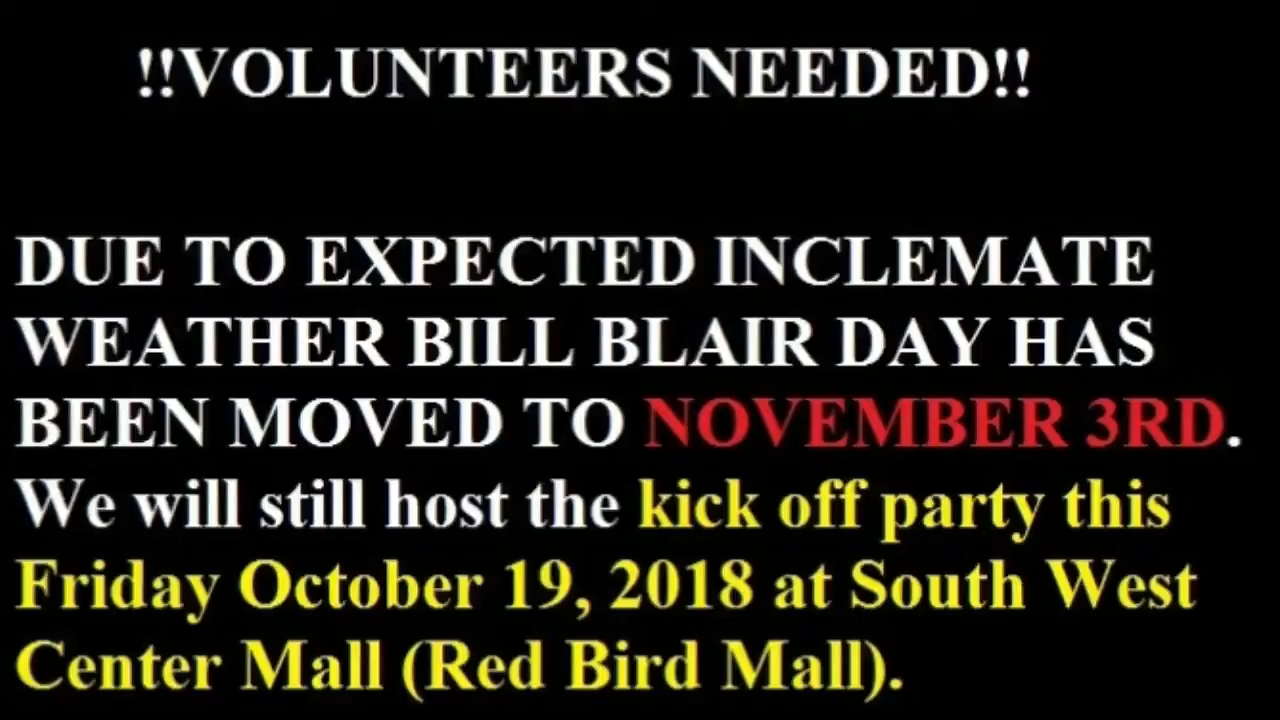 !!VOLUNTEERS NEEDED!!
DUE TO EXPECTED INCLEMATE
WEATHER BILL BLAIR DAY HAS
BEEN MOVED TO NOVEMBER 3RD.
We will still host the kick off party this
Friday October 19, 2018 at South West
Center Mall (Red Bird Mall).